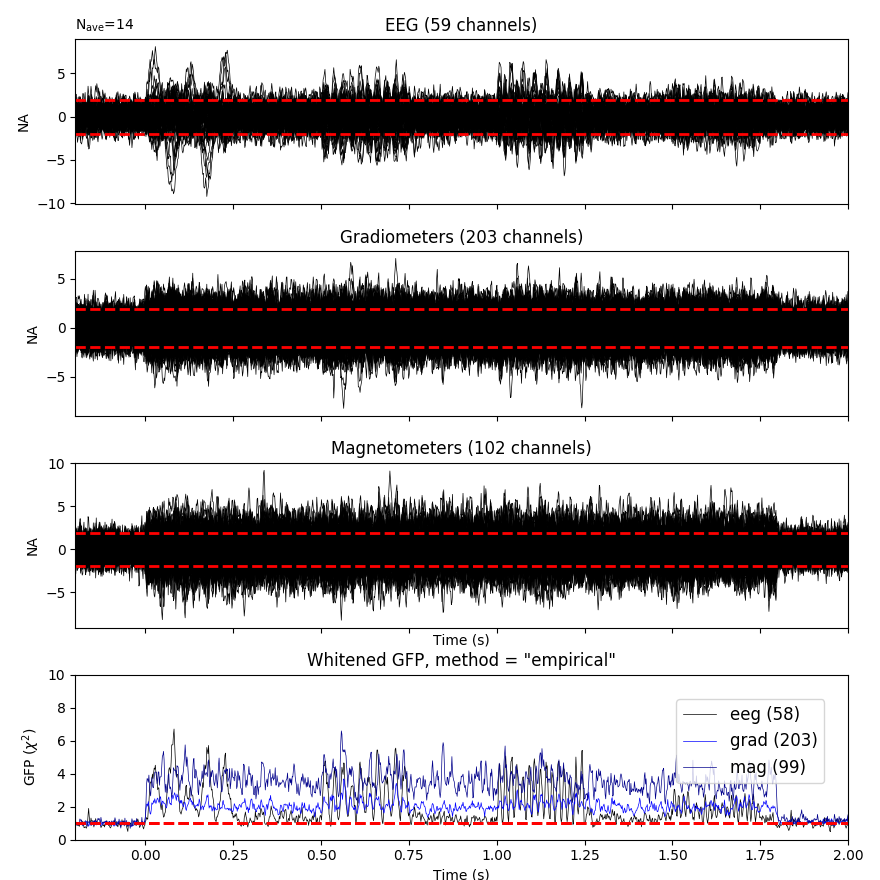 Nave=14
EEG (59 channels)
5
0
−5
−10
NA
Gradiometers (203 channels)
5
0
−5
NA
Magnetometers (102 channels)
10
5
0
−5
NA
Time (s)
Whitened GFP, method = "empirical"
10
8
6
4
2
0
GFP (χ²)
eeg (58)
grad (203)
mag (99)
0.00 0.25 0.50 0.75 1.00 1.25 1.50 1.75 2.00
Time (s)